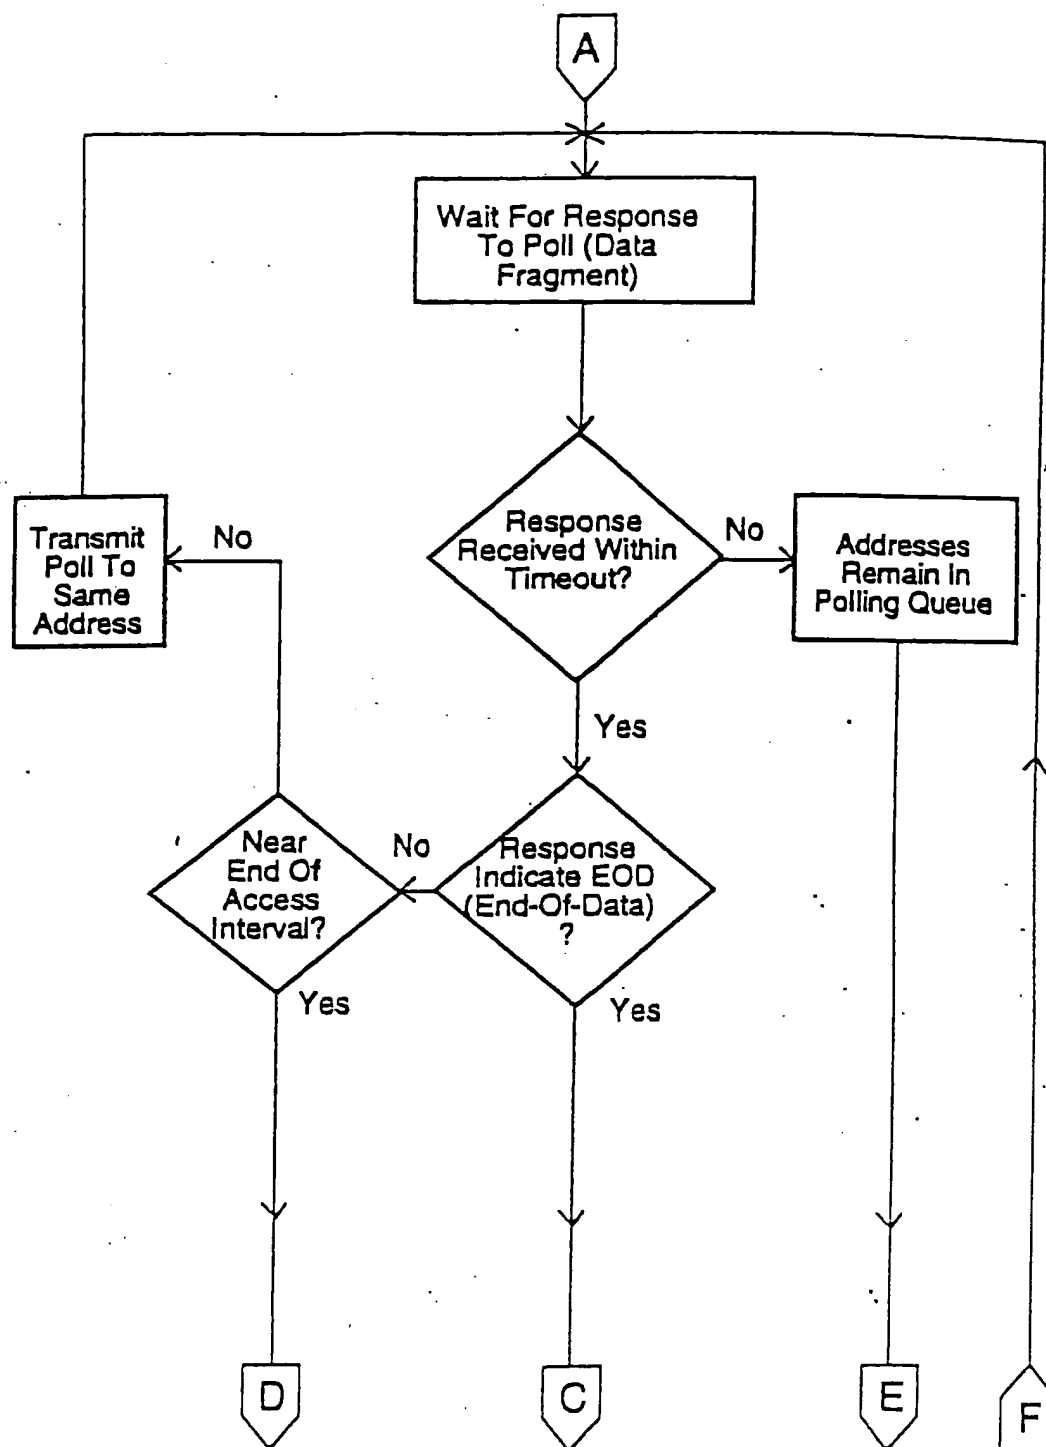 A
Wait For Response
To Poll (Data
Fragment)
Response
Received Within
Timeout?
No
Addresses
Remain In
Polling Queue
No
Transmit
Poll To
Same
Address
Yes
Near
End Of
Access
Interval?
No
Response
Indicate EOD
(End-Of-Data)
?
Yes
Yes
D
C
E
F